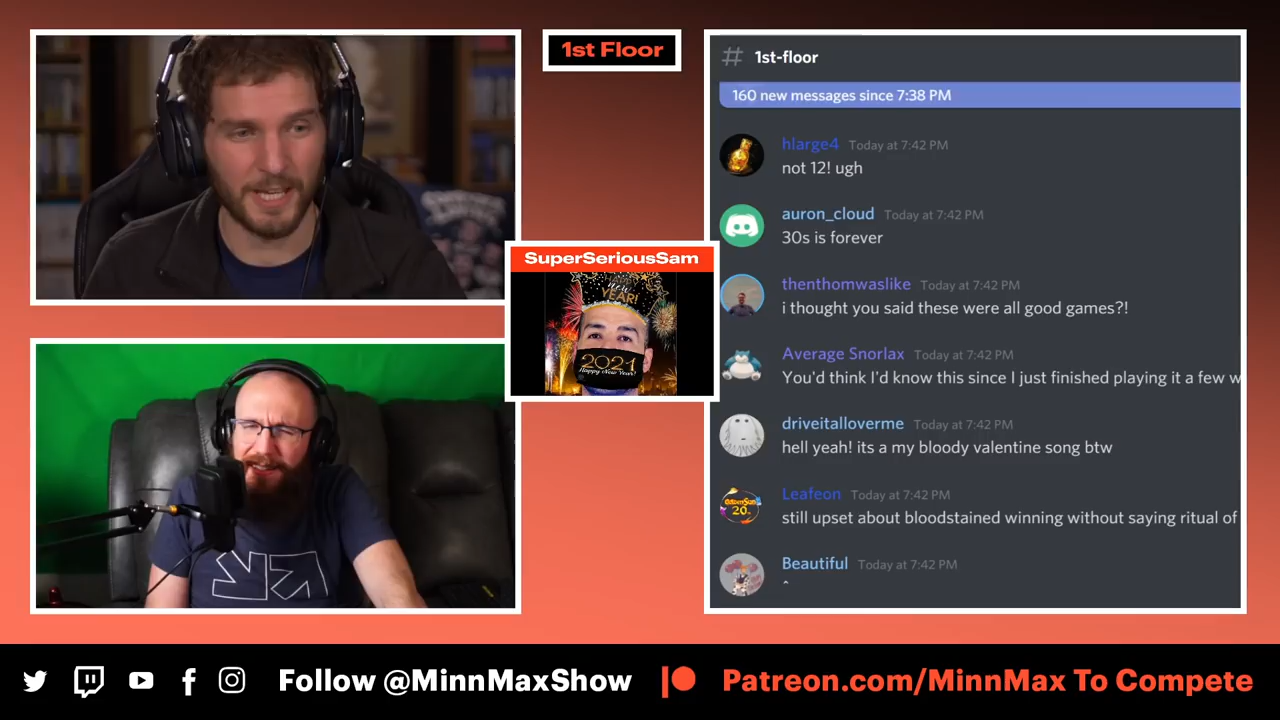 1st Floor
# 1st-floor
160 new messages since 7:38 PM
hlarge4 Today at 7:42 PM
not 12! ugh
auron_cloud Today at 7:42 PM
30s is forever
thenthomwaslike Today at 7:42 PM
i thought you said these were all good games?!
Average Snorlax Today at 7:42 PM
You'd think I'd know this since I just finished playing it a few w
driveitalloverme Today at 7:42 PM
hell yeah! its a my bloody valentine song btw
Leafeon Today at 7:42 PM
still upset about bloodstained winning without saying ritual of
Beautiful Today at 7:42 PM
^
SuperSeriousSam
new
YEAR!
2021
Happy New Year!
Follow @MinnMaxShow
Patreon.com/MinnMax To Compete